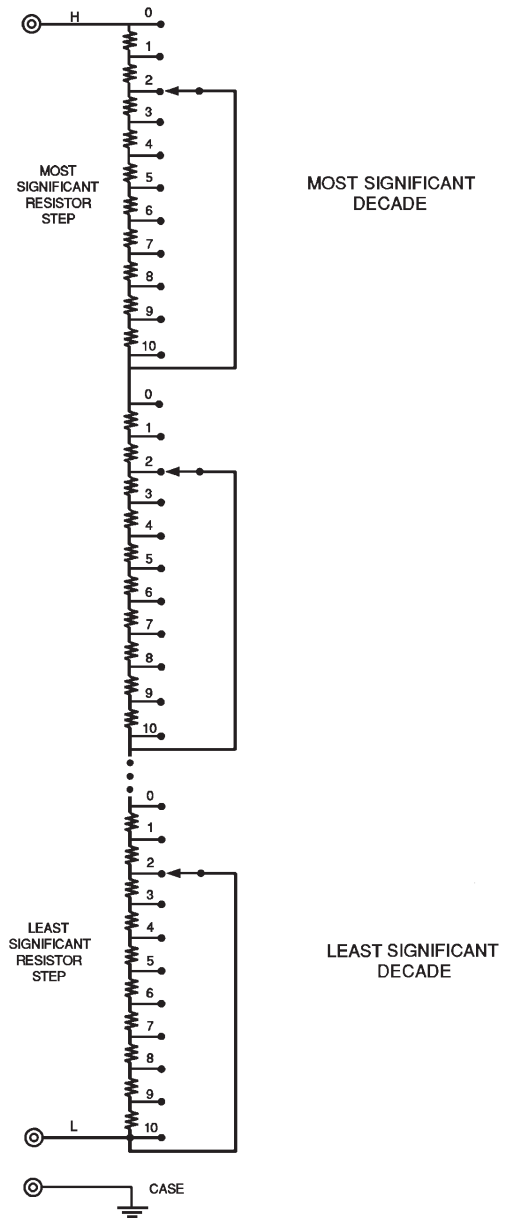 H
0
1
2
3
4
5
6
7
8
9
10
MOST
SIGNIFICANT
RESISTOR
STEP
MOST SIGNIFICANT
DECADE
0
1
2
3
4
5
6
7
8
9
10
0
1
2
3
4
5
6
7
8
9
10
LEAST
SIGNIFICANT
RESISTOR
STEP
LEAST SIGNIFICANT
DECADE
L
CASE